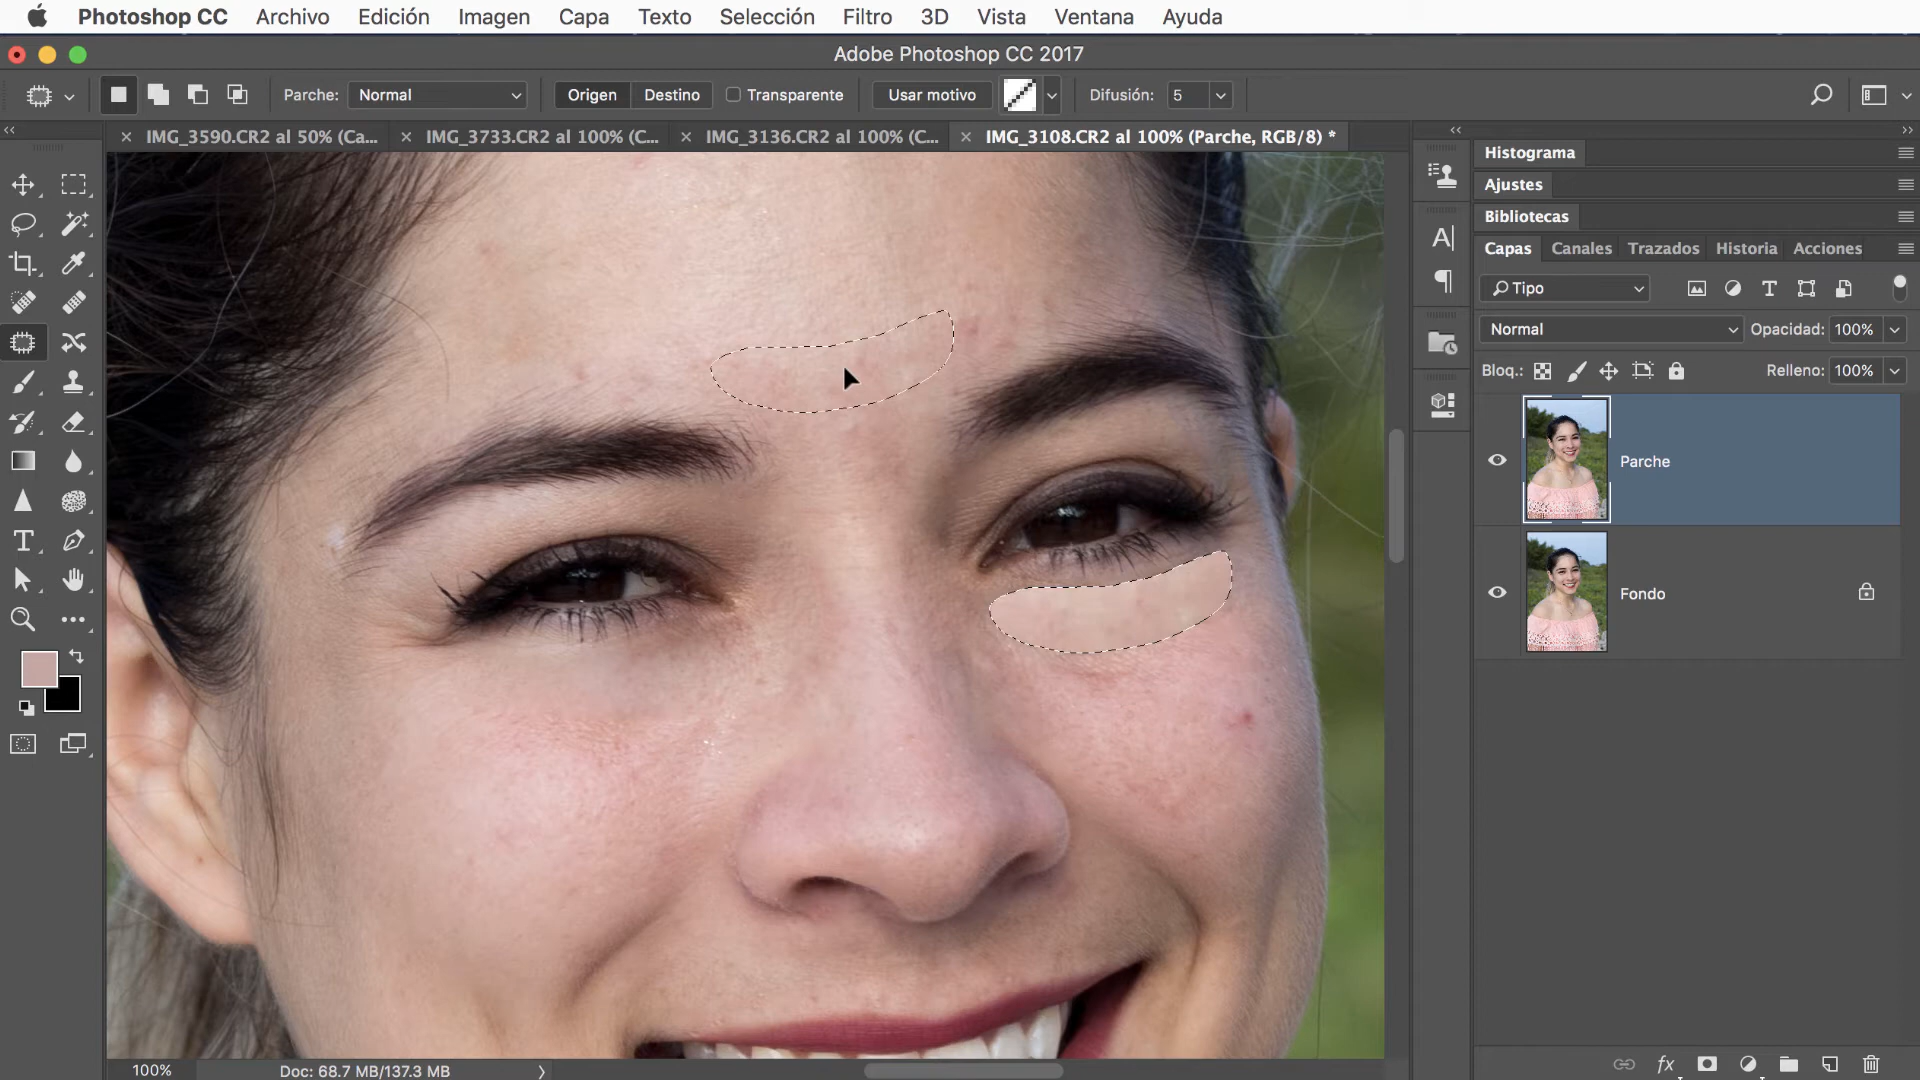 Photoshop CC Archivo Edición Imagen Capa Texto Selección Filtro 3D Vista Ventana Ayuda
Adobe Photoshop CC 2017
Parche: Normal Origen Destino Transparente Usar motivo Difusión: 5
IMG_3590.CR2 al 50% (Ca... IMG_3733.CR2 al 100% (C... IMG_3136.CR2 al 100% (C... IMG_3108.CR2 al 100% (Parche, RGB/8) *
Histograma
Ajustes
Bibliotecas
Capas Canales Trazados Historia Acciones
Tipo
Normal Opacidad: 100%
Bloq.: Relleno: 100%
Parche
Fondo
100% Doc: 68.7 MB/137.3 MB